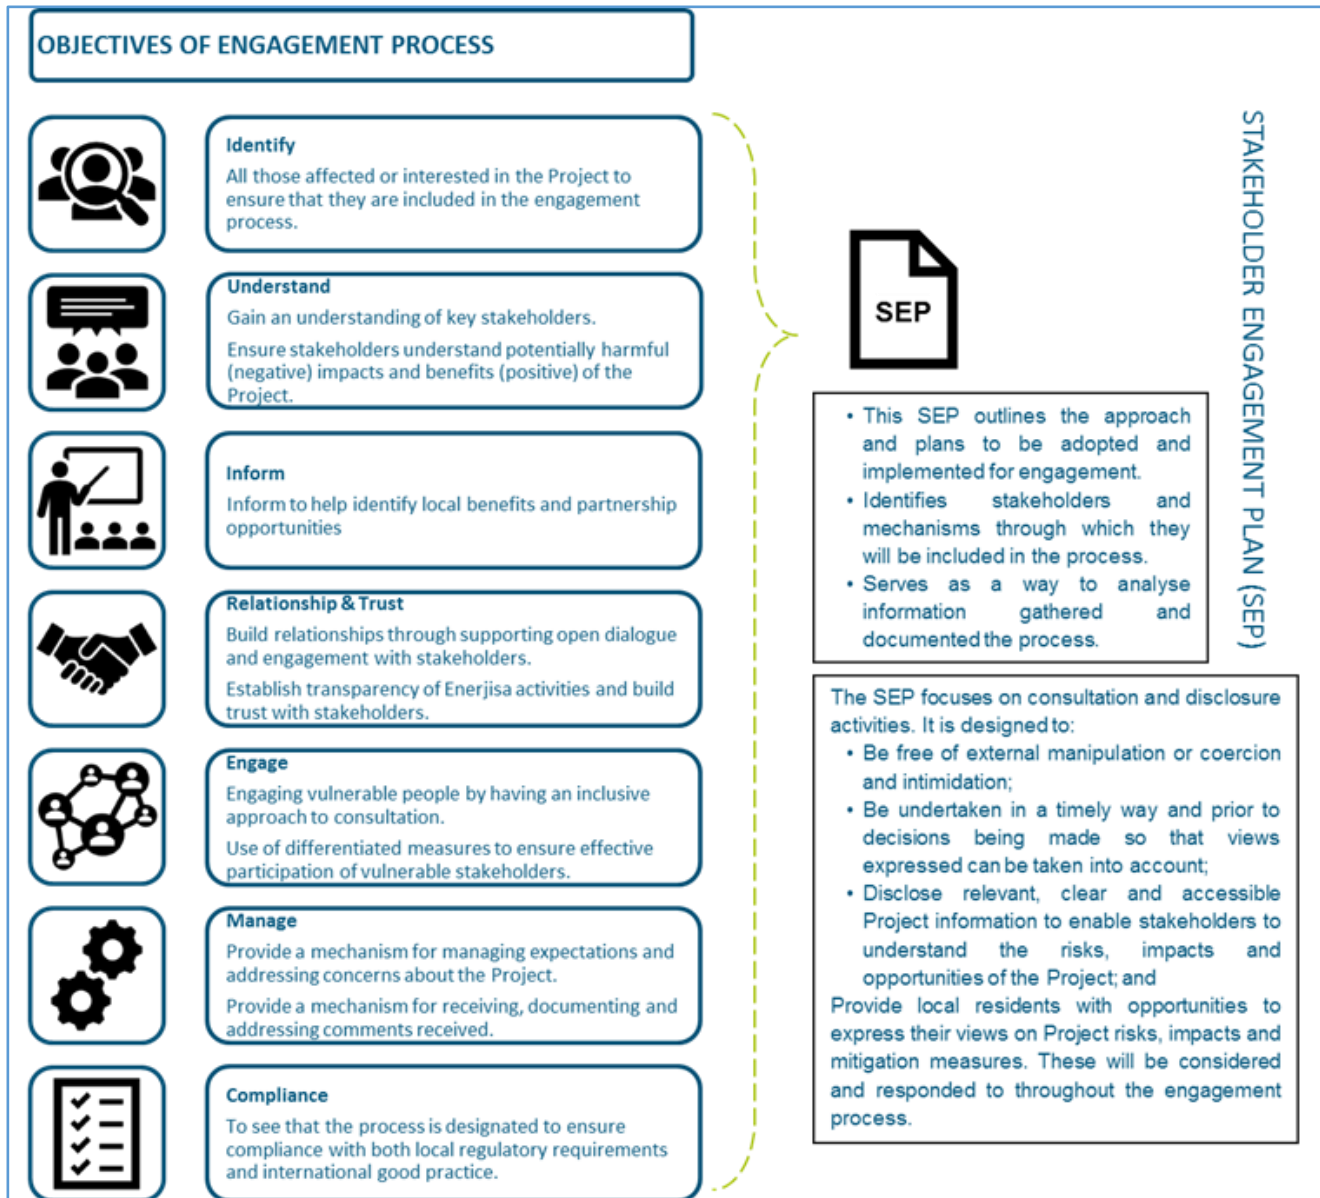 OBJECTIVES OF ENGAGEMENT PROCESS
Identify
All those affected or interested in the Project to
ensure that they are included in the engagement
process.
Understand
Gain an understanding of key stakeholders.
Ensure stakeholders understand potentially harmful
(negative) impacts and benefits (positive) of the
Project.
Inform
Inform to help identify local benefits and partnership
opportunities
Relationship & Trust
Build relationships through supporting open dialogue
and engagement with stakeholders.
Establish transparency of Enerjisa activities and build
trust with stakeholders.
Engage
Engaging vulnerable people by having an inclusive
approach to consultation.
Use of differentiated measures to ensure effective
participation of vulnerable stakeholders.
Manage
Provide a mechanism for managing expectations and
addressing concerns about the Project.
Provide a mechanism for receiving, documenting and
addressing comments received.
Compliance
To see that the process is designated to ensure
compliance with both local regulatory requirements
and international good practice.
SEP
• This SEP outlines the approach
and plans to be adopted and
implemented for engagement.
• Identifies stakeholders and
mechanisms through which they
will be included in the process.
• Serves as a way to analyse
information gathered and
documented the process.
The SEP focuses on consultation and disclosure
activities. It is designed to:
• Be free of external manipulation or coercion
and intimidation;
• Be undertaken in a timely way and prior to
decisions being made so that views
expressed can be taken into account;
• Disclose relevant, clear and accessible
Project information to enable stakeholders to
understand the risks, impacts and
opportunities of the Project; and
Provide local residents with opportunities to
express their views on Project risks, impacts and
mitigation measures. These will be considered
and responded to throughout the engagement
process.
STAKEHOLDER ENGAGEMENT PLAN (SEP)